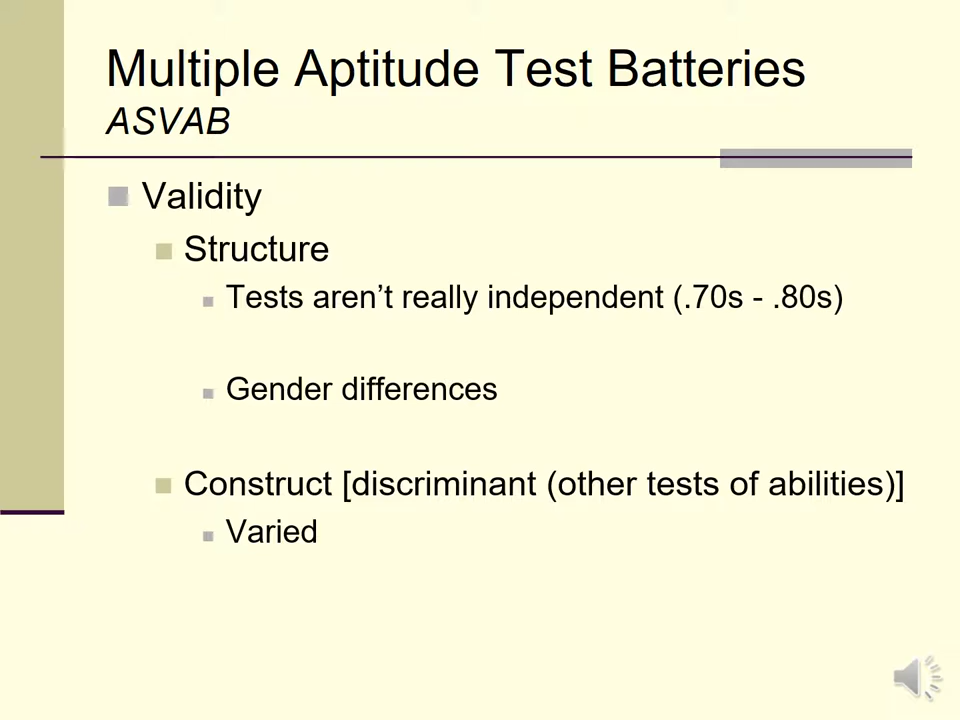 Multiple Aptitude Test Batteries
ASVAB
Validity
Structure
Tests aren’t really independent (.70s - .80s)
Gender differences
Construct [discriminant (other tests of abilities)]
Varied